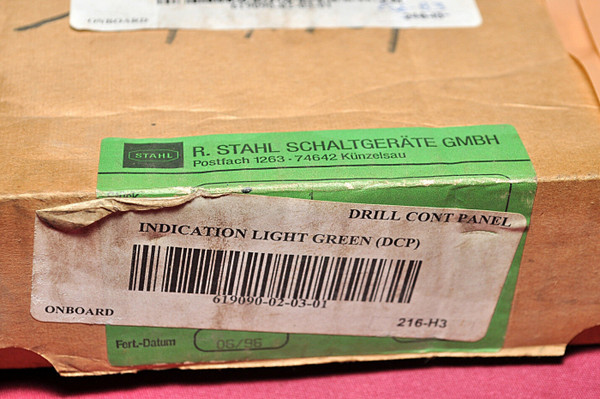 ONBOARD
STAHL
R. STAHL SCHALTGERÄTE GMBH
Postfach 1263 - 74642 Künzelsau
DRILL CONT PANEL
INDICATION LIGHT GREEN (DCP)
619090-02-03-01
ONBOARD
216-H3
Fert.-Datum
06/96